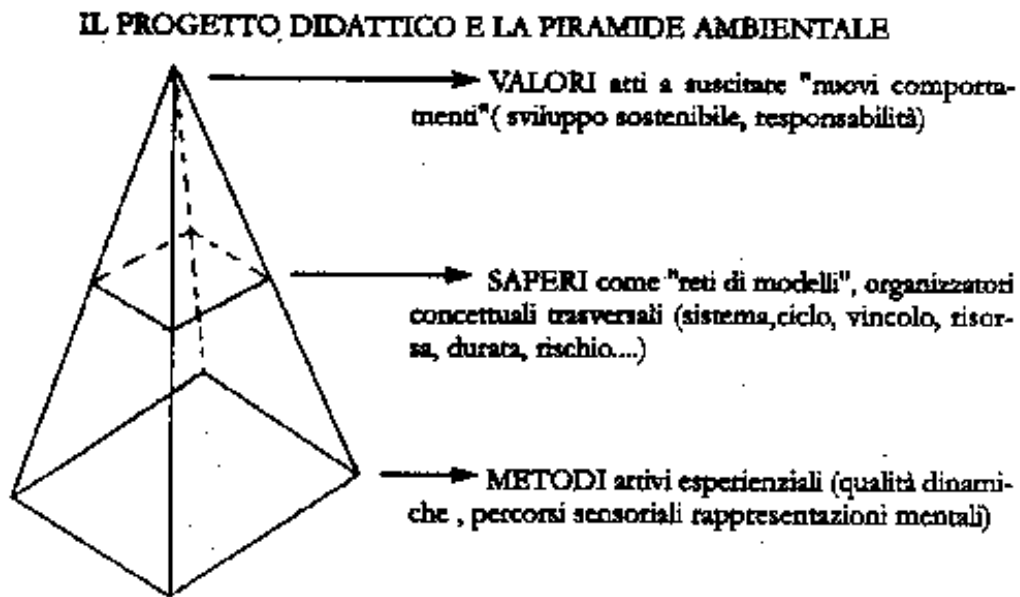 IL PROGETTO DIDATTICO E LA PIRAMIDE AMBIENTALE
VALORI atti a suscitare "nuovi comporta-
menti"( sviluppo sostenibile, responsabilità)
SAPERI come "reti di modelli", organizzatori
concettuali trasversali (sistema,ciclo, vincolo, risor-
sa, durata, rischio....)
METODI attivi esperienziali (qualità dinami-
che , percorsi sensoriali rappresentazioni mentali)